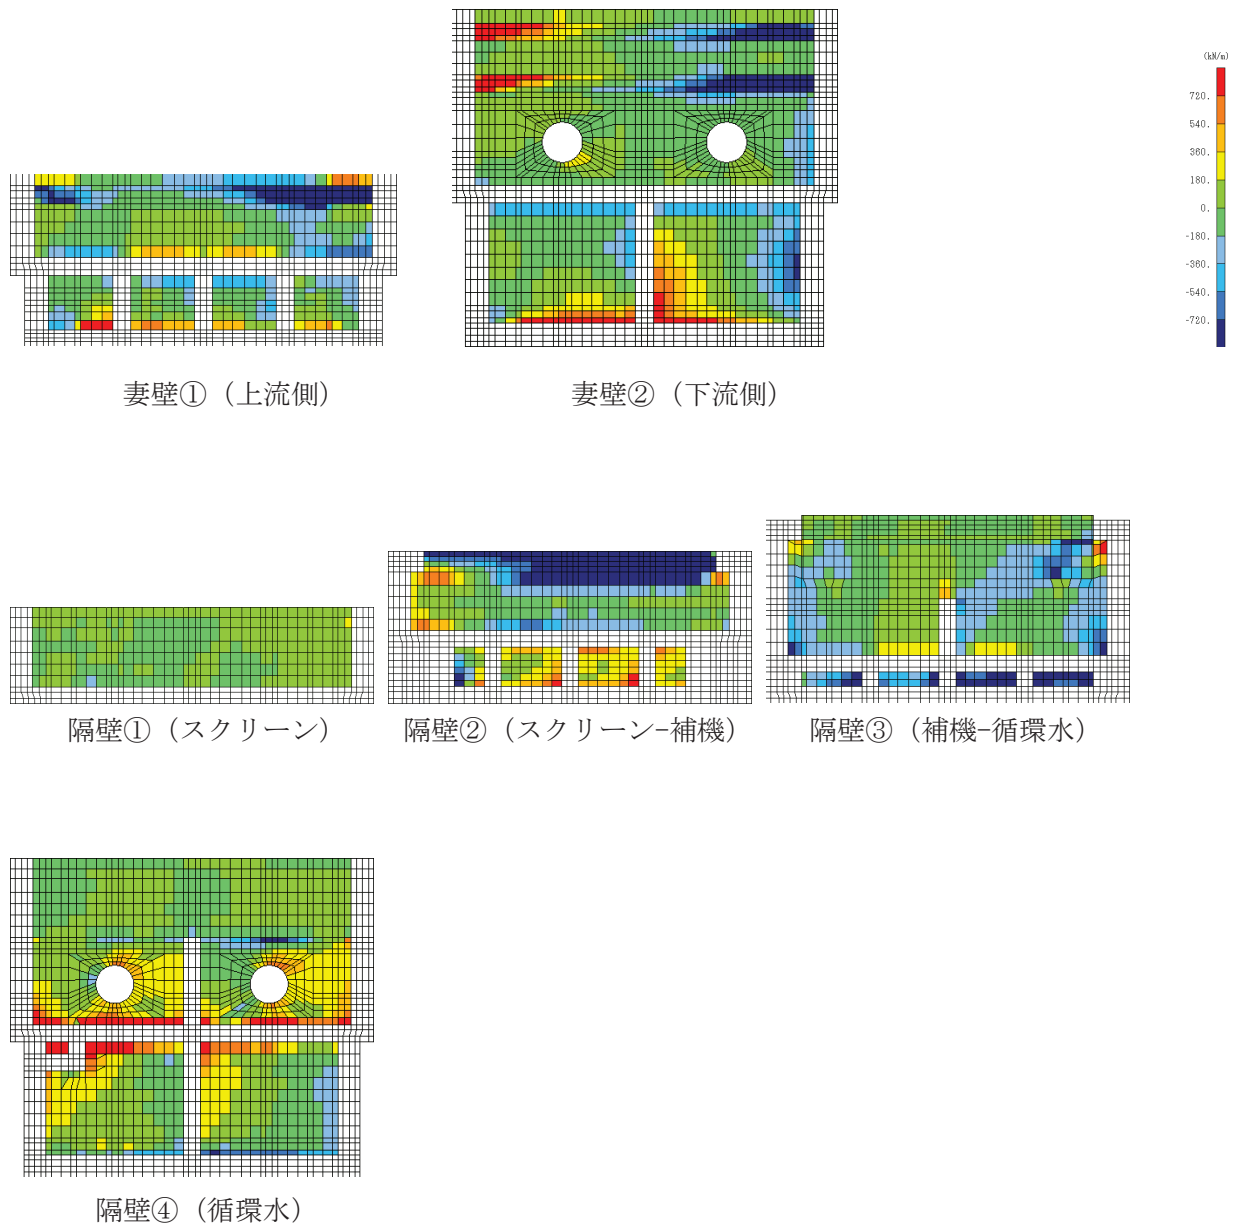 (kN/m)
720.
540.
360.
180.
0.
-180.
-360.
-540.
-720.
妻壁①（上流側）
妻壁②（下流側）
隔壁①（スクリーン）
隔壁②（スクリーン-補機）
隔壁③（補機-循環水）
隔壁④（循環水）